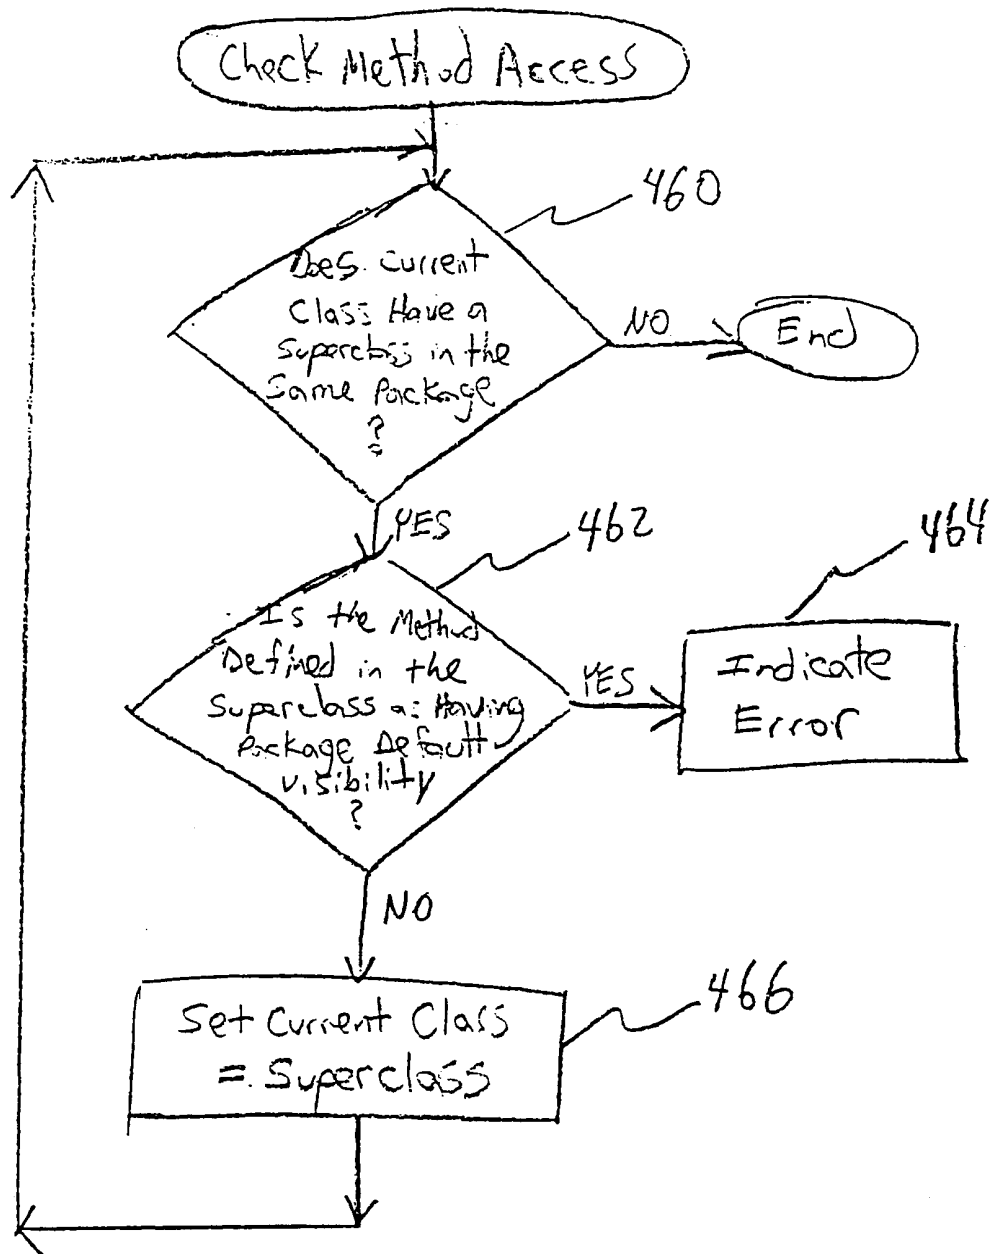 Check Method Access
460
Does Current
Class Have a
Superclass in the
Same Package
?
NO
End
YES
462
464
Is the Method
Defined in the
Superclass as Having
Package Default
visibility
?
YES
Indicate
Error
NO
466
Set Current Class
= Superclass